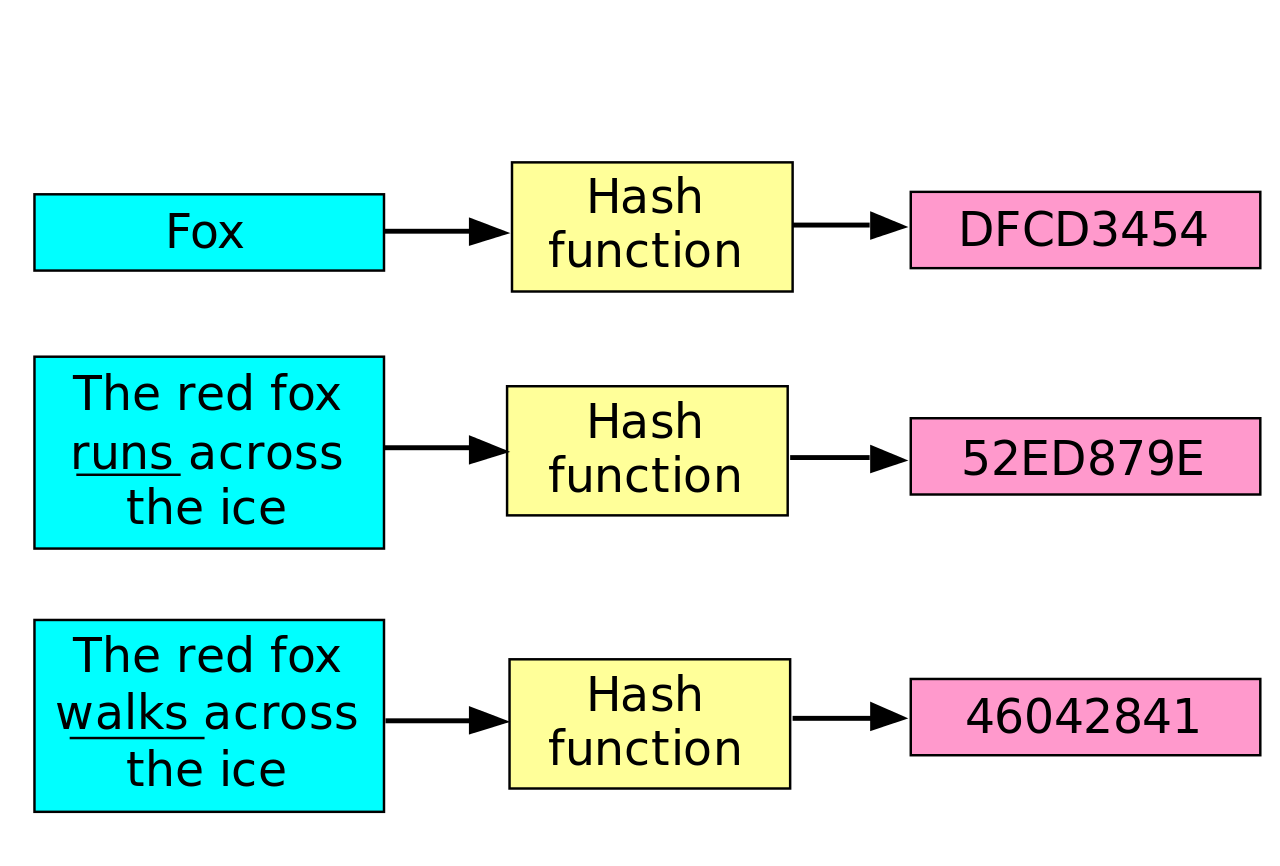 Fox
Hash
function
DFCD3454
The red fox
runs across
the ice
Hash
function
52ED879E
The red fox
walks across
the ice
Hash
function
46042841